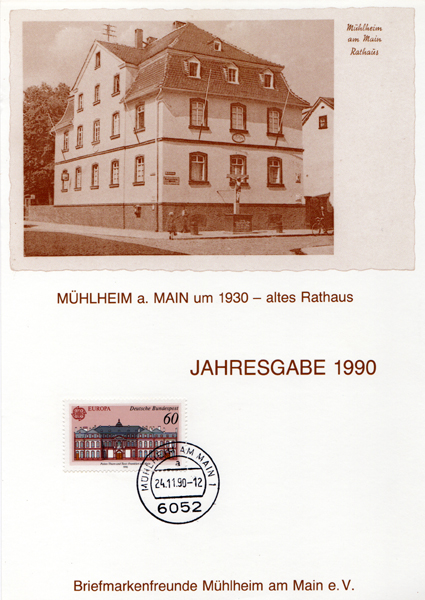 Mühlheim
am Main
Rathaus
MÜHLHEIM a. MAIN um 1930 – altes Rathaus
JAHRESGABE 1990
EUROPA Deutsche Bundespost
60
MÜHLHEIM AM MAIN 1
a
24.11.90-12
6052
Briefmarkenfreunde Mühlheim am Main e.V.